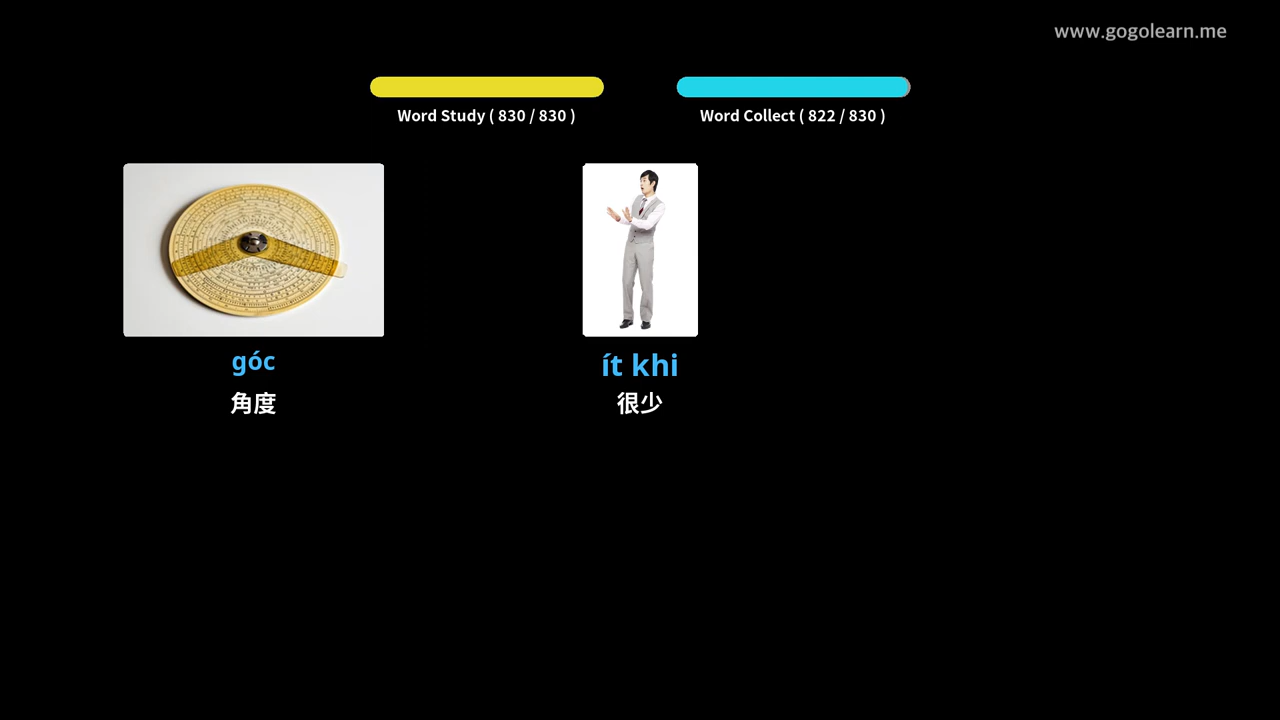 www.gogolearn.me
Word Study ( 830 / 830 )
Word Collect ( 822 / 830 )
góc
角度
ít khi
很少